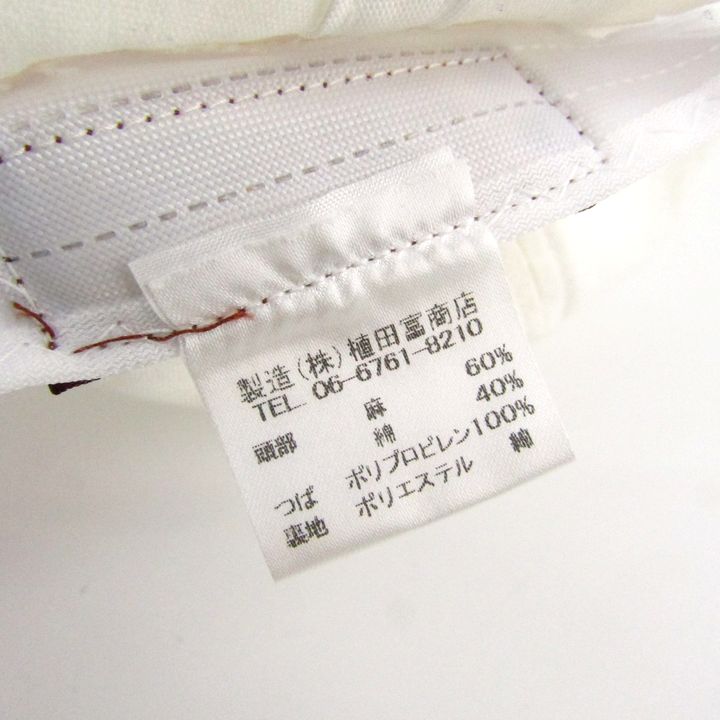 製造(株)植田冨商店
TEL 06-6761-8210
頭部 麻 60%
綿 40%
つば ポリプロピレン100%
裏地 ポリエステル 綿